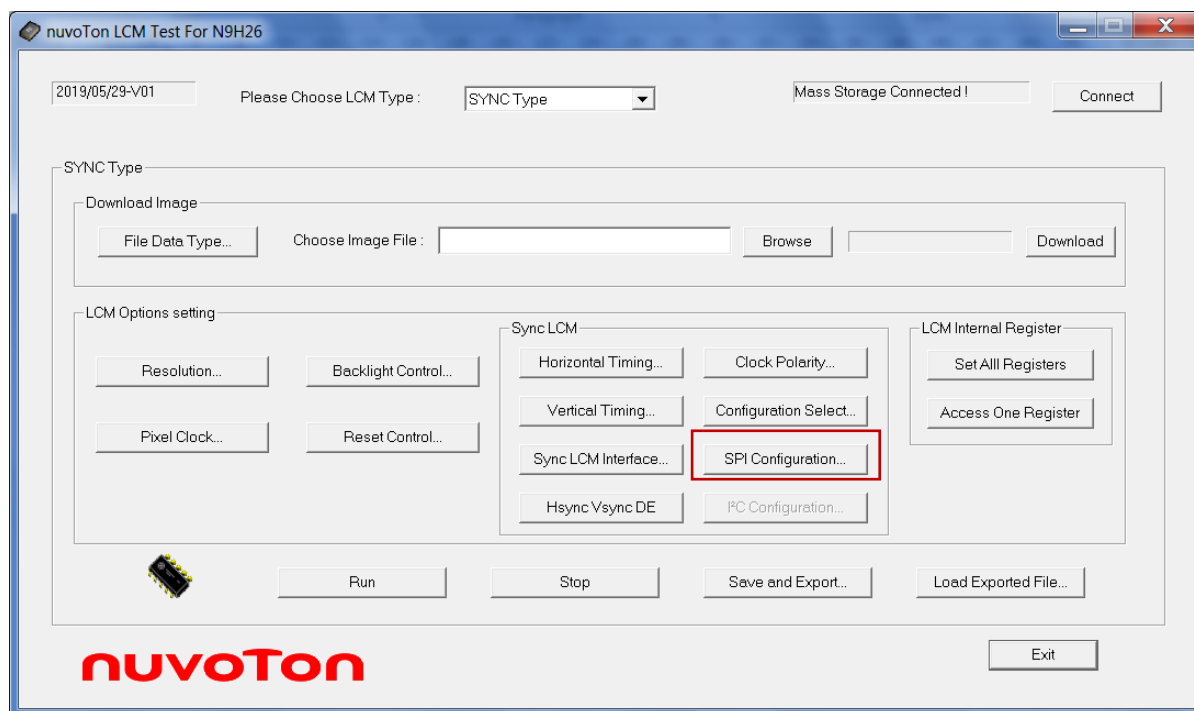 nuvoTon LCM Test For N9H26
2019/05/29-V01
Please Choose LCM Type :
SYNC Type
Mass Storage Connected !
Connect
SYNC Type
Download Image
File Data Type...
Choose Image File :
Browse
Download
LCM Options setting
Resolution...
Backlight Control...
Pixel Clock...
Reset Control...
Sync LCM
Horizontal Timing...
Clock Polarity...
Vertical Timing...
Configuration Select...
Sync LCM Interface...
SPI Configuration...
Hsync Vsync DE
I²C Configuration...
LCM Internal Register
Set Alll Registers
Access One Register
Run
Stop
Save and Export...
Load Exported File...
nuvoTon
Exit